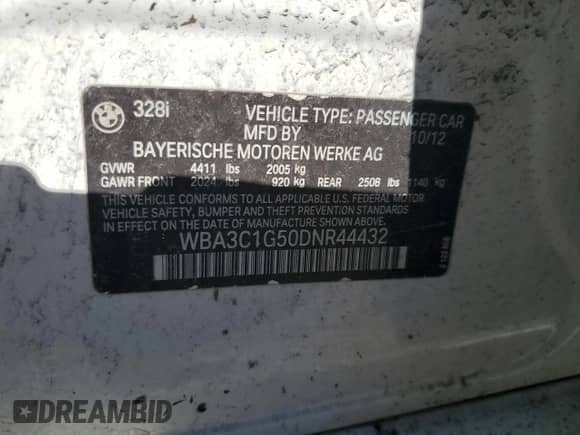 328i
VEHICLE TYPE: PASSENGER CAR
MFD BY 10/12
BAYERISCHE MOTOREN WERKE AG
GVWR 4411 lbs 2005 kg
GAWR FRONT 2024 lbs 920 kg REAR 2508 lbs 1140 kg
THIS VEHICLE CONFORMS TO ALL APPLICABLE U.S. FEDERAL MOTOR
VEHICLE SAFETY, BUMPER AND THEFT PREVENTION STANDARDS IN
EFFECT ON THE DATE OF MANUFACTURE SHOWN ABOVE.
WBA3C1G50DNR44432
DREAMBID